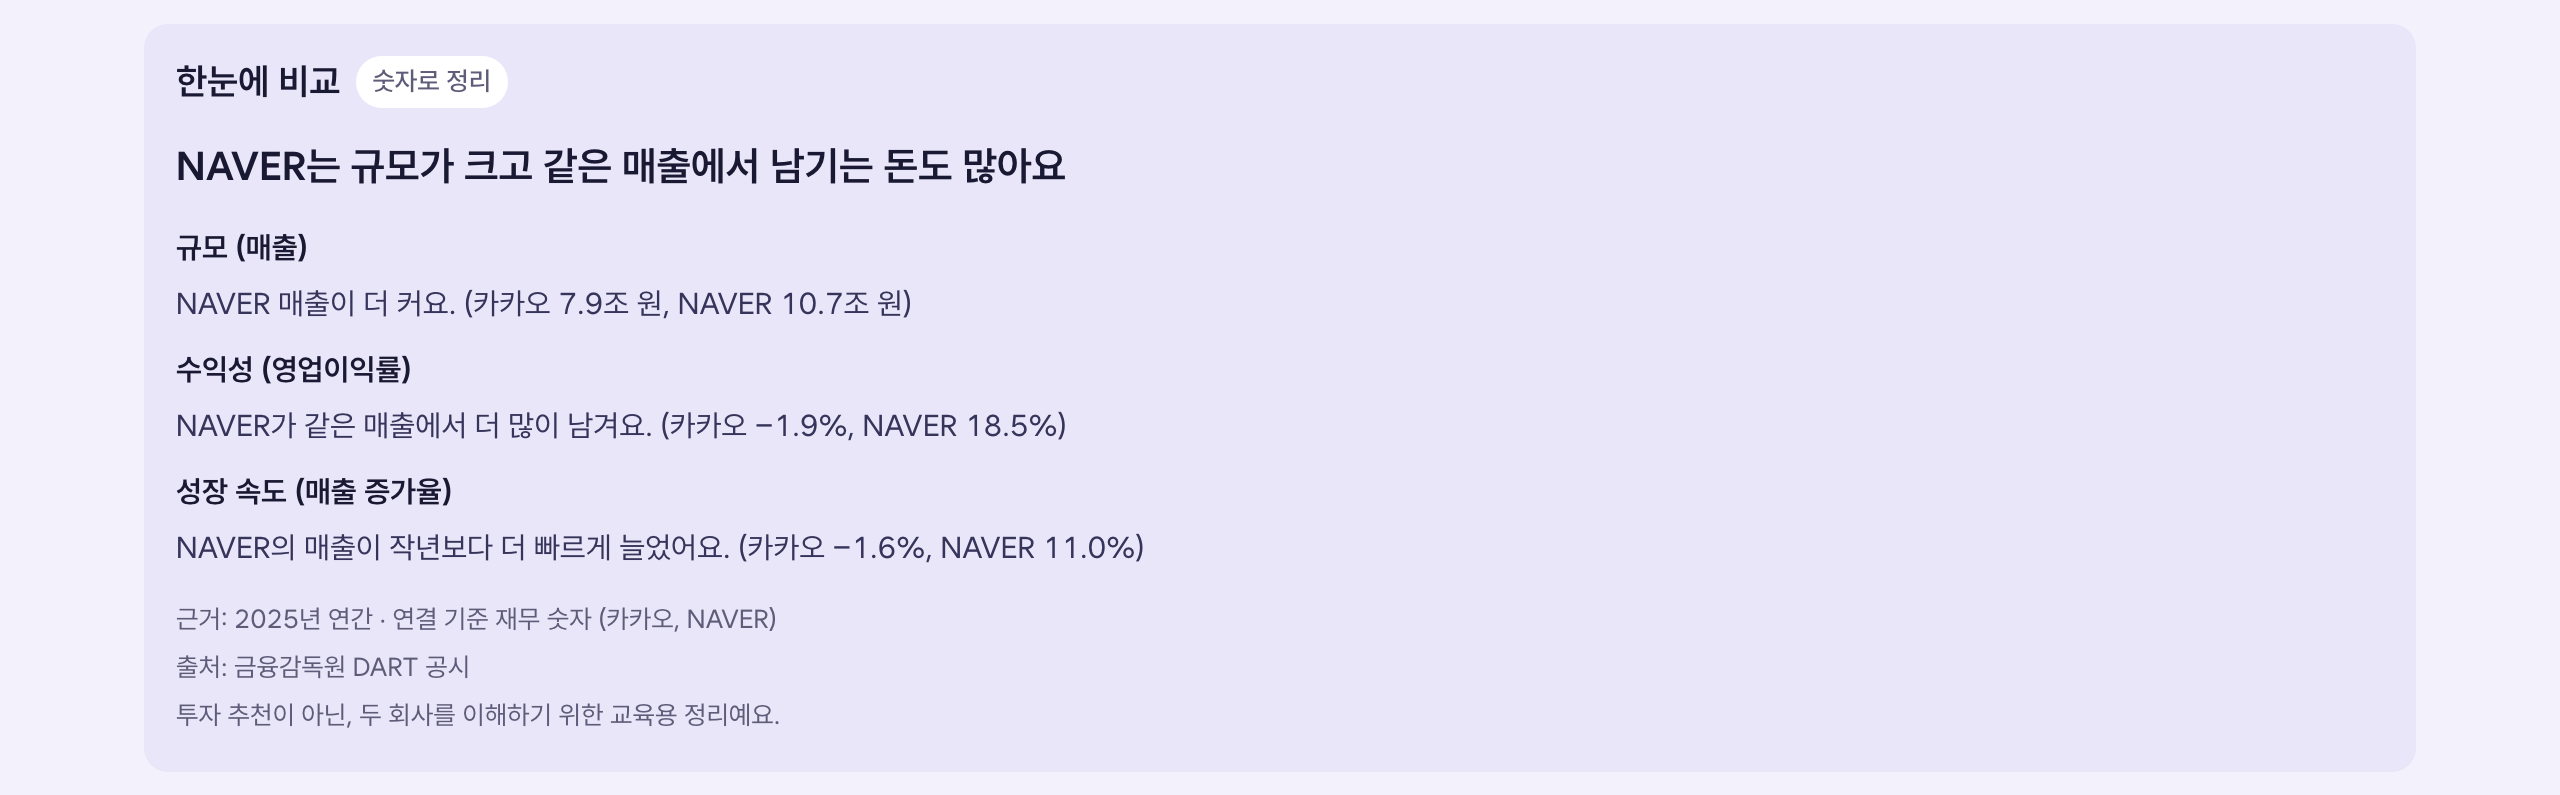 한눈에 비교 숫자로 정리
NAVER는 규모가 크고 같은 매출에서 남기는 돈도 많아요
규모 (매출)
NAVER 매출이 더 커요. (카카오 7.9조 원, NAVER 10.7조 원)
수익성 (영업이익률)
NAVER가 같은 매출에서 더 많이 남겨요. (카카오 −1.9%, NAVER 18.5%)
성장 속도 (매출 증가율)
NAVER의 매출이 작년보다 더 빠르게 늘었어요. (카카오 −1.6%, NAVER 11.0%)
근거: 2025년 연간 · 연결 기준 재무 숫자 (카카오, NAVER)
출처: 금융감독원 DART 공시
투자 추천이 아닌, 두 회사를 이해하기 위한 교육용 정리예요.